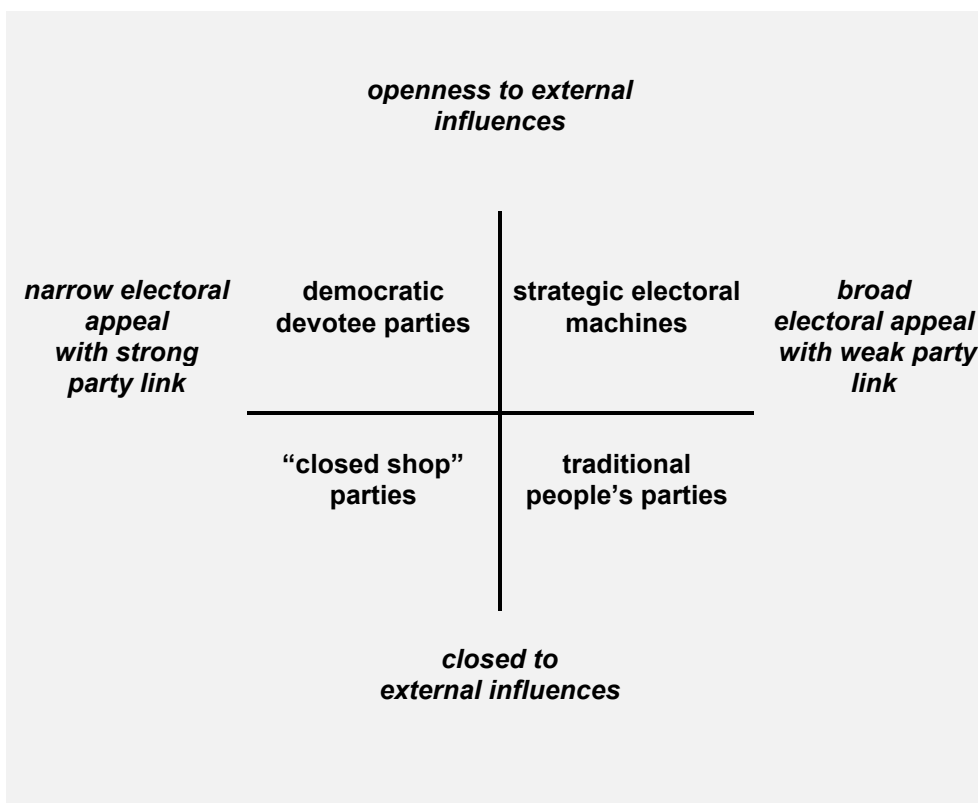 openness to external
influences
narrow electoral
appeal
with strong
party link
democratic
devotee parties
strategic electoral
machines
broad
electoral appeal
with weak party
link
“closed shop”
parties
traditional
people’s parties
closed to
external influences